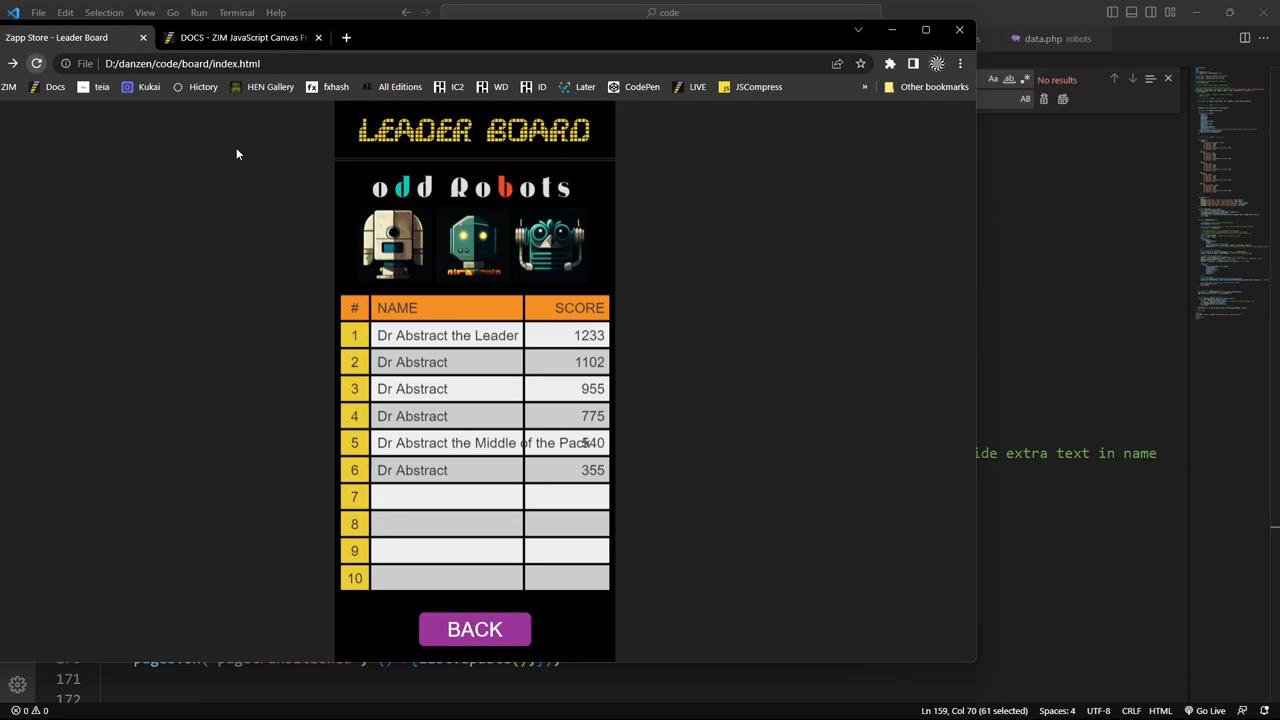 File Edit Selection View Go Run Terminal Help
code
Zapp Store - Leader Board
DOCS - ZIM JavaScript Canvas F
data.php robots
File D:/danzen/code/board/index.html
No results
ZIM Docs teia Kukai Hictory HEN Gallery fxhash All Editions IC2 ID Later CodePen LIVE JSCompress » Other bookmarks
LEADER BOARD
odd Robots
# NAME SCORE
1 Dr Abstract the Leader 1233
2 Dr Abstract 1102
3 Dr Abstract 955
4 Dr Abstract 775
5 Dr Abstract the Middle of the Pack 540
6 Dr Abstract 355
7
8
9
10
ide extra text in name
BACK
171
172
0 0 Ln 159, Col 70 (61 selected) Spaces: 4 UTF-8 CRLF HTML Go Live